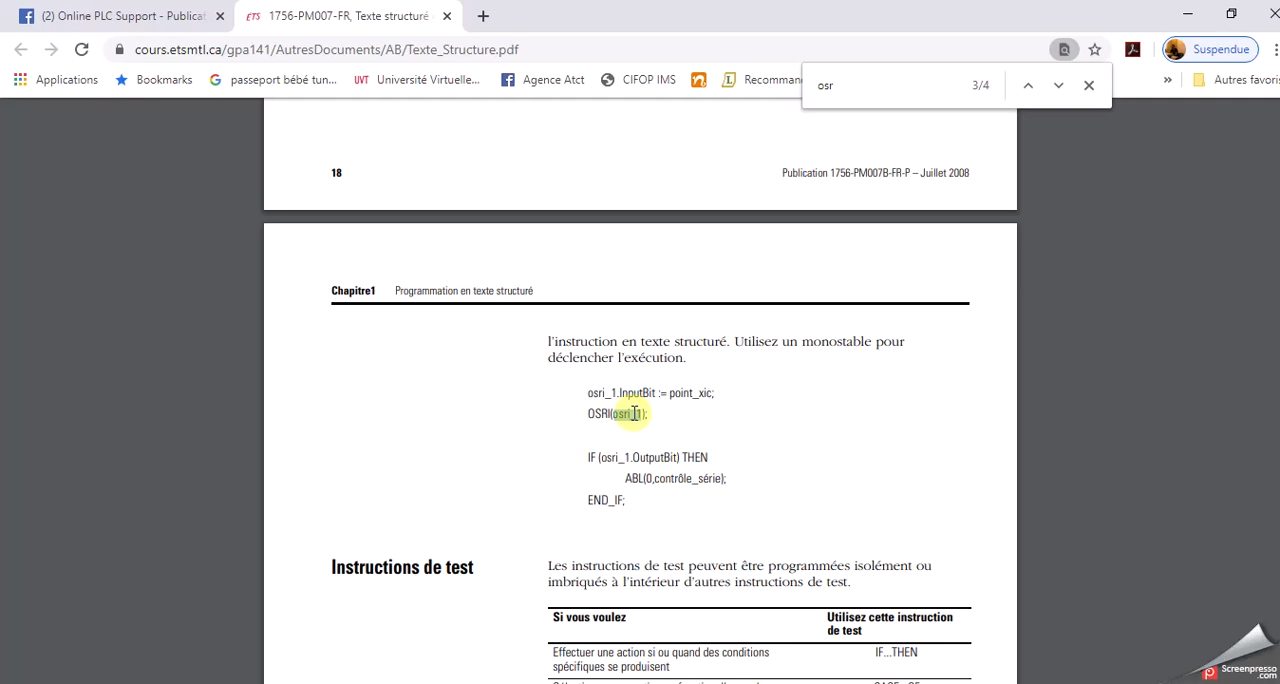 (2) Online PLC Support - Publicat
ETS 1756-PM007-FR, Texte structuré
cours.etsmtl.ca/gpa141/AutresDocuments/AB/Texte_Structure.pdf
Suspendue
Applications
Bookmarks
G passeport bébé tun...
UVT Université Virtuelle...
Agence Atct
CIFOP IMS
L Recomman
»
Autres favoris
osr 3/4
18 Publication 1756-PM007B-FR-P – Juillet 2008
Chapitre1 Programmation en texte structuré
l'instruction en texte structuré. Utilisez un monostable pour
déclencher l'exécution.
osri_1.InputBit := point_xic;
OSRI(osri_1);
IF (osri_1.OutputBit) THEN
ABL(0,contrôle_série);
END_IF;
Instructions de test
Les instructions de test peuvent être programmées isolément ou
imbriqués à l'intérieur d'autres instructions de test.
Si vous voulez Utilisez cette instruction
de test
Effectuer une action si ou quand des conditions IF...THEN
spécifiques se produisent
Screenpresso
.com